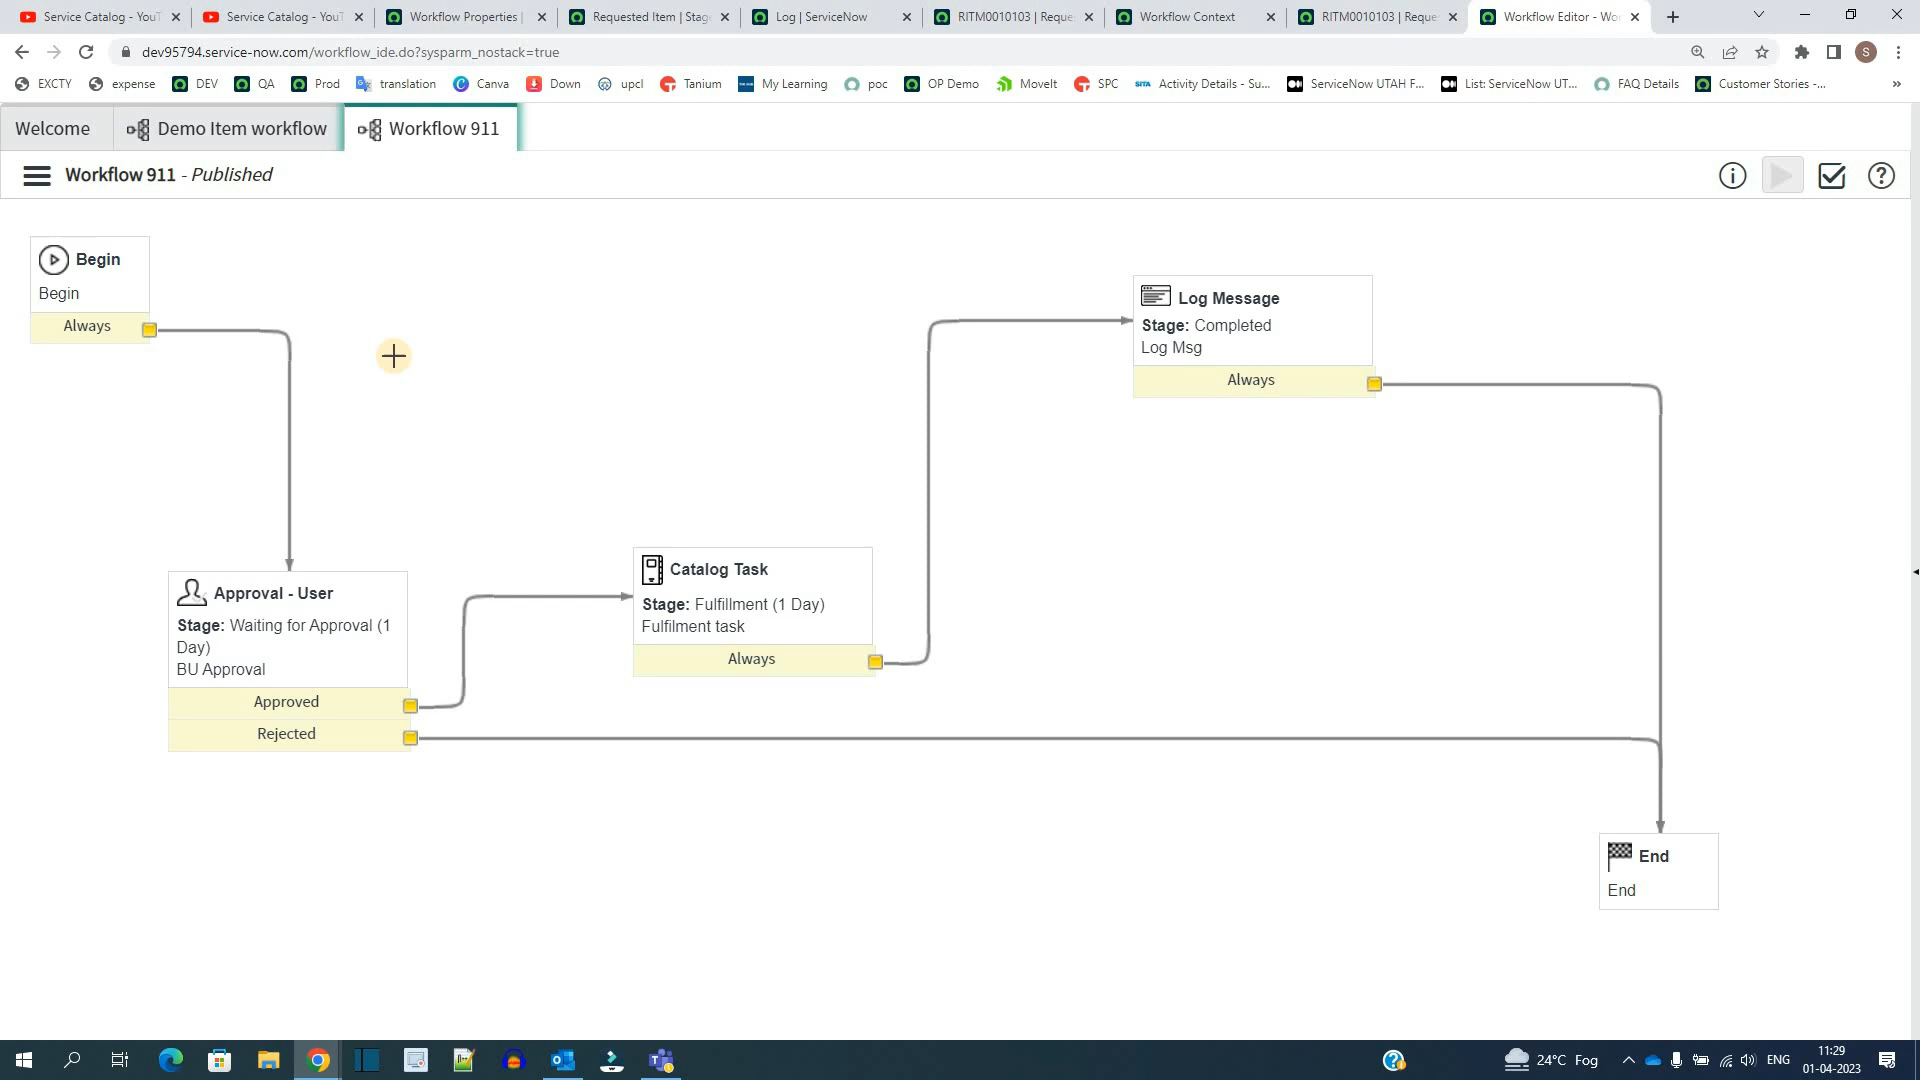 Service Catalog - YouT
Service Catalog - YouT
Workflow Properties |
Requested Item | Stag
Log | ServiceNow
RITM0010103 | Reque
Workflow Context
RITM0010103 | Reque
Workflow Editor - Wo
dev95794.service-now.com/workflow_ide.do?sysparm_nostack=true
S
EXCTY
expense
DEV
QA
Prod
translation
Canva
Down
upcl
Tanium
My Learning
poc
OP Demo
MoveIt
SPC
SITA
Activity Details - Su...
ServiceNow UTAH F...
List: ServiceNow UT...
FAQ Details
Customer Stories -...
»
Welcome
Demo Item workflow
Workflow 911
Workflow 911 - Published
Begin
Begin
Always
Log Message
Stage: Completed
Log Msg
Always
Catalog Task
Stage: Fulfillment (1 Day)
Fulfilment task
Always
Approval - User
Stage: Waiting for Approval (1
Day)
BU Approval
Approved
Rejected
End
End
24°C Fog
ENG
11:29
01-04-2023